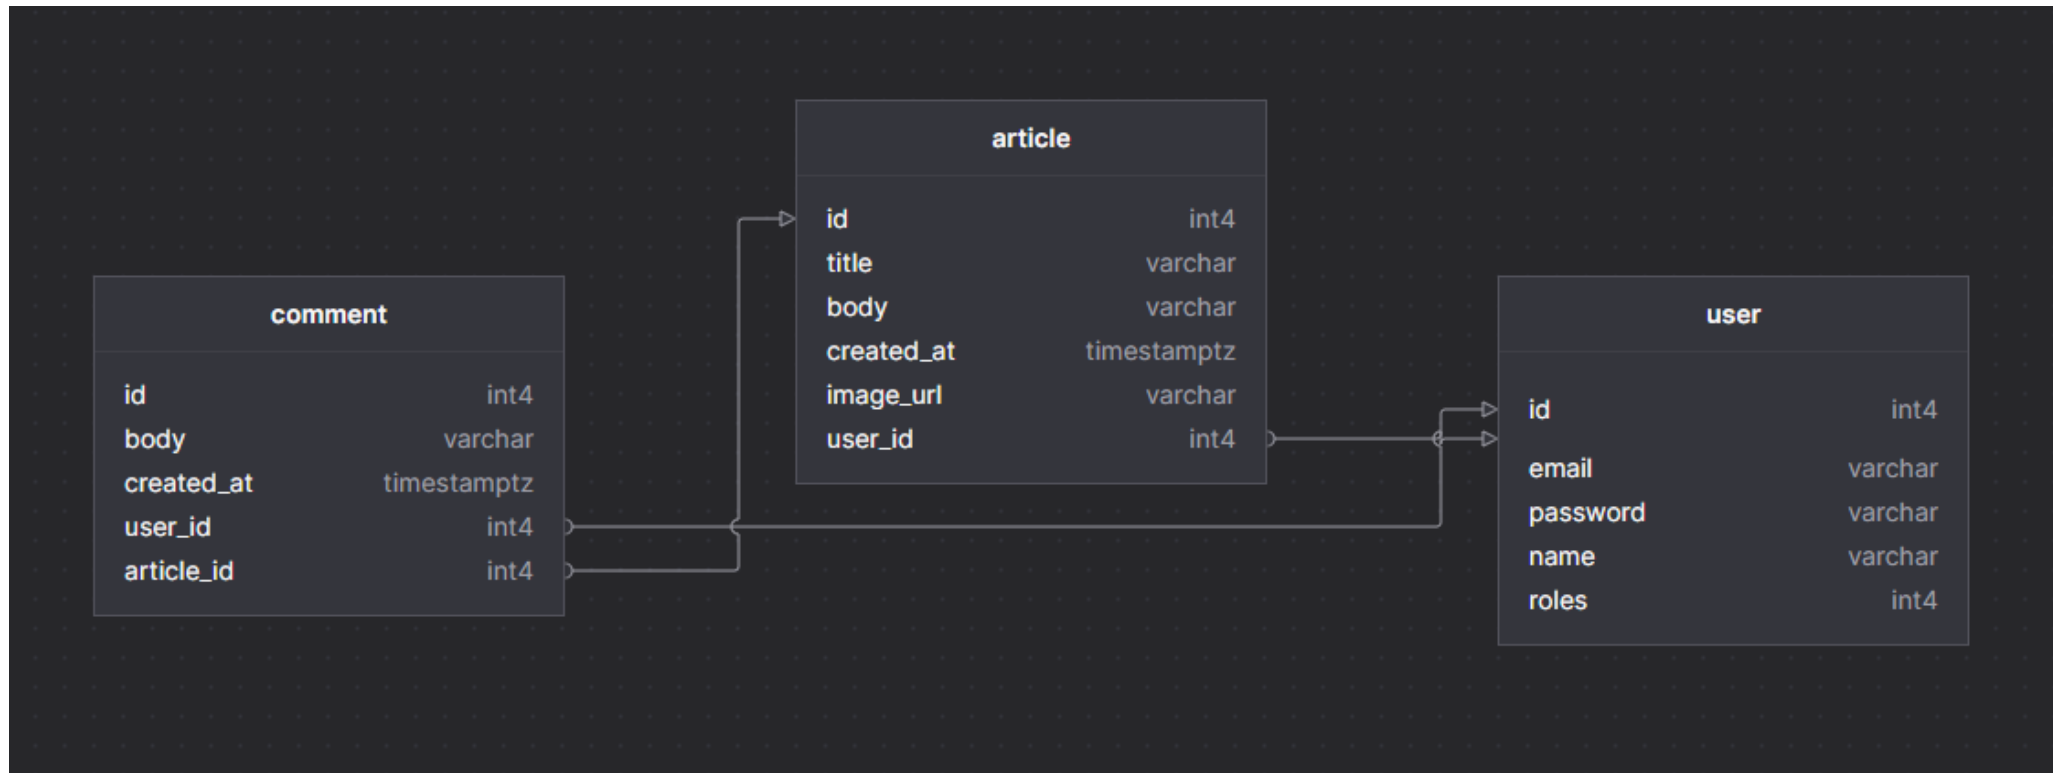 comment
id int4
body varchar
created_at timestamptz
user_id int4
article_id int4
article
id int4
title varchar
body varchar
created_at timestamptz
image_url varchar
user_id int4
user
id int4
email varchar
password varchar
name varchar
roles int4